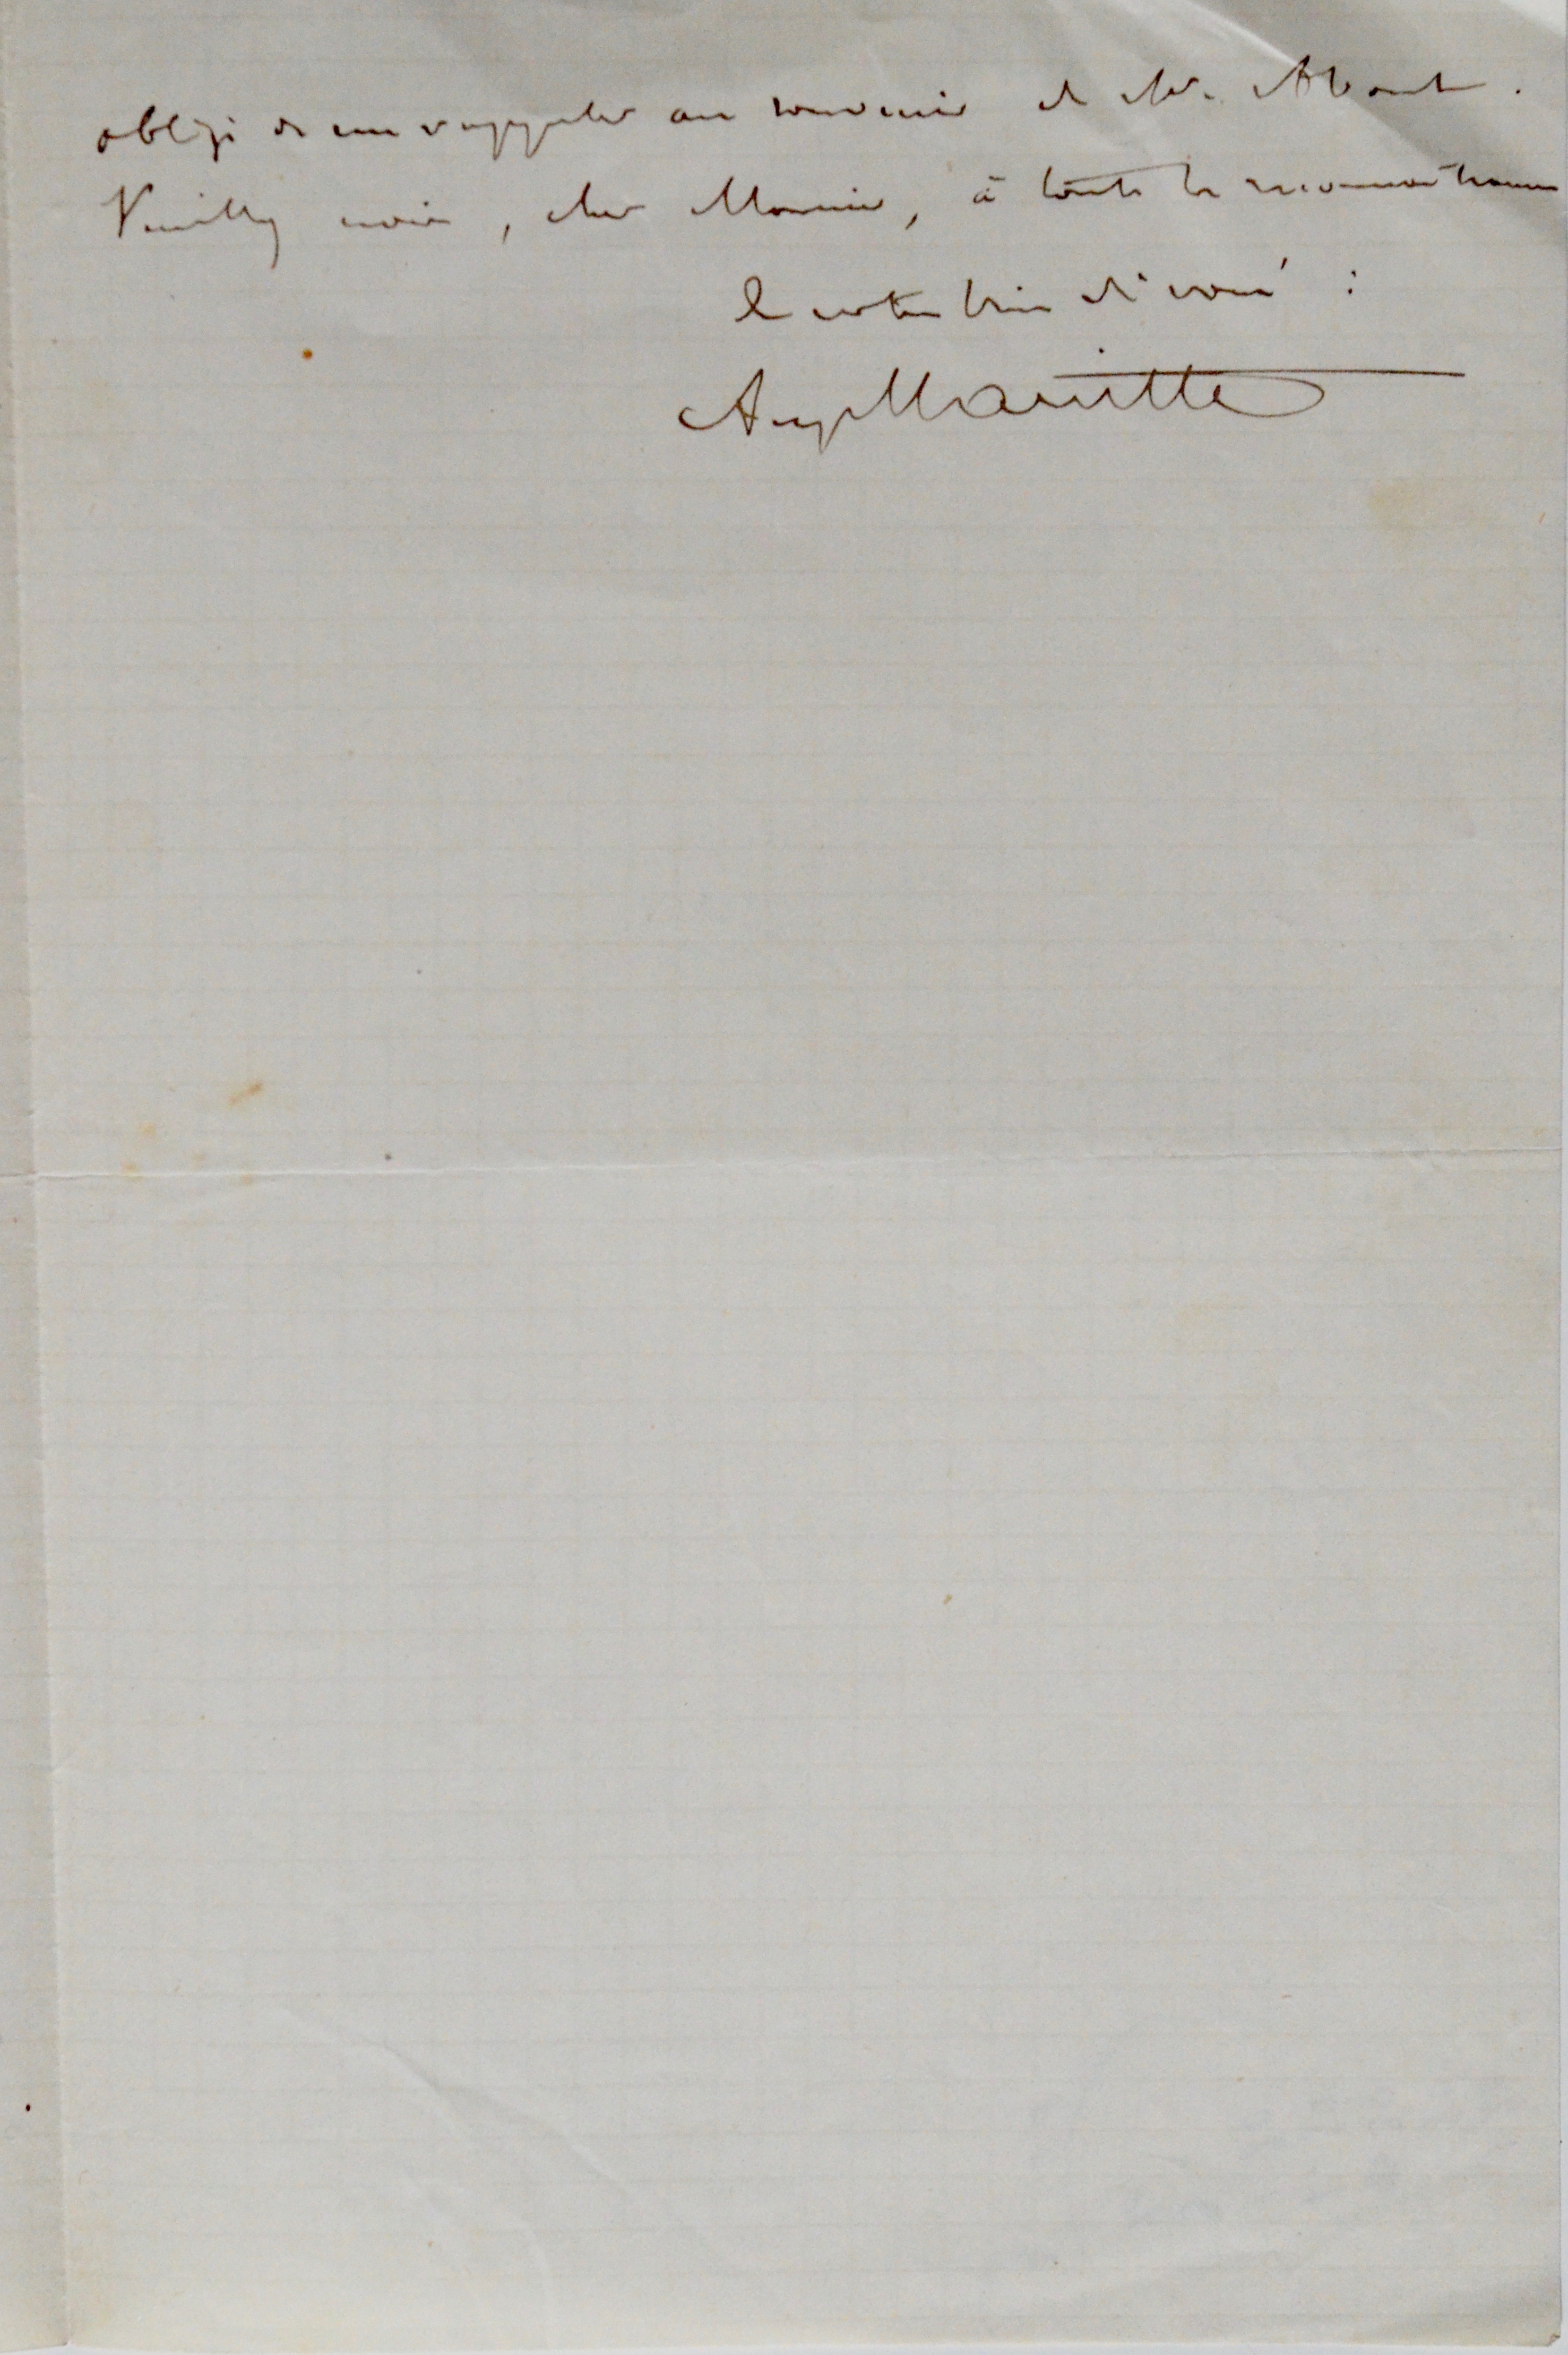 obligé de me rappeler au souvenir de Mr. About.
Veuillez croire, cher Monsieur, à toute la reconnaissance
de votre bien dévoué :
Aug Mariette